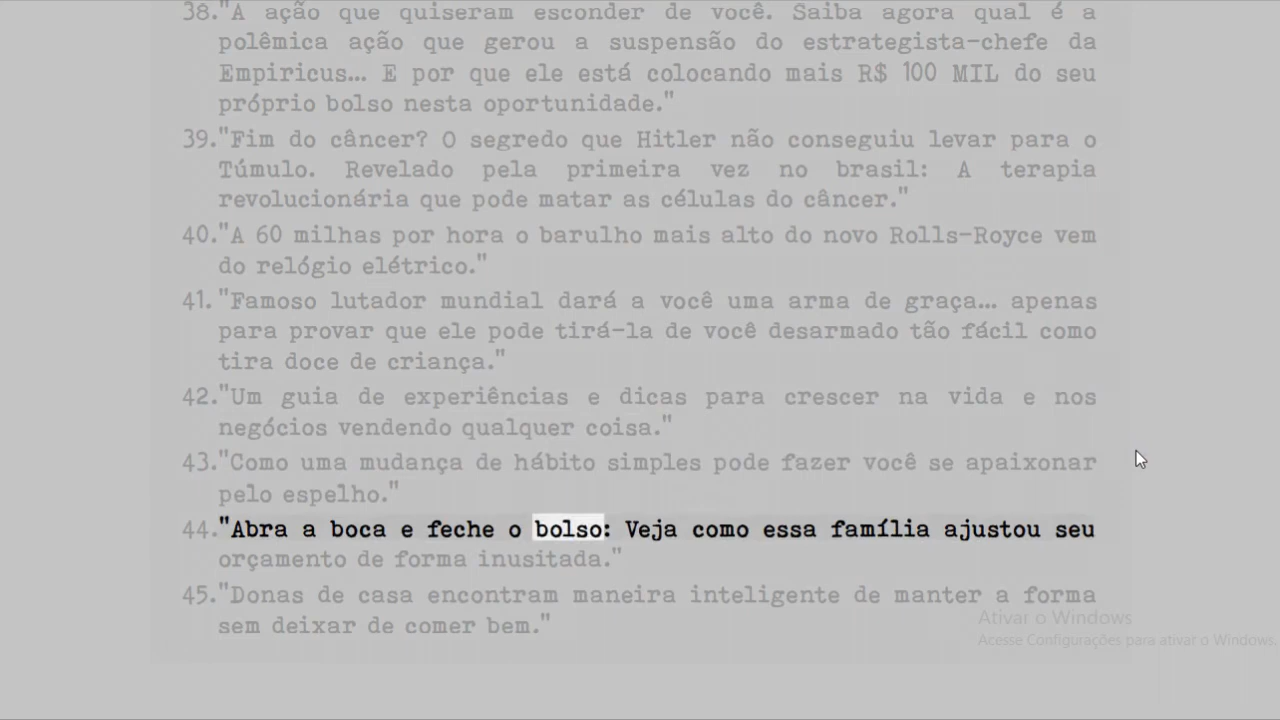 38."A ação que quiseram esconder de você. Saiba agora qual é a
polêmica ação que gerou a suspensão do estrategista-chefe da
Empiricus... E por que ele está colocando mais R$ 100 MIL do seu
próprio bolso nesta oportunidade."
39."Fim do câncer? O segredo que Hitler não conseguiu levar para o
Túmulo. Revelado pela primeira vez no brasil: A terapia
revolucionária que pode matar as células do câncer."
40."A 60 milhas por hora o barulho mais alto do novo Rolls-Royce vem
do relógio elétrico."
41."Famoso lutador mundial dará a você uma arma de graça... apenas
para provar que ele pode tirá-la de você desarmado tão fácil como
tira doce de criança."
42."Um guia de experiências e dicas para crescer na vida e nos
negócios vendendo qualquer coisa."
43."Como uma mudança de hábito simples pode fazer você se apaixonar
pelo espelho."
44."Abra a boca e feche o bolso: Veja como essa família ajustou seu
orçamento de forma inusitada."
45."Donas de casa encontram maneira inteligente de manter a forma
sem deixar de comer bem."
Ativar o Windows
Acesse Configurações para ativar o Windows.